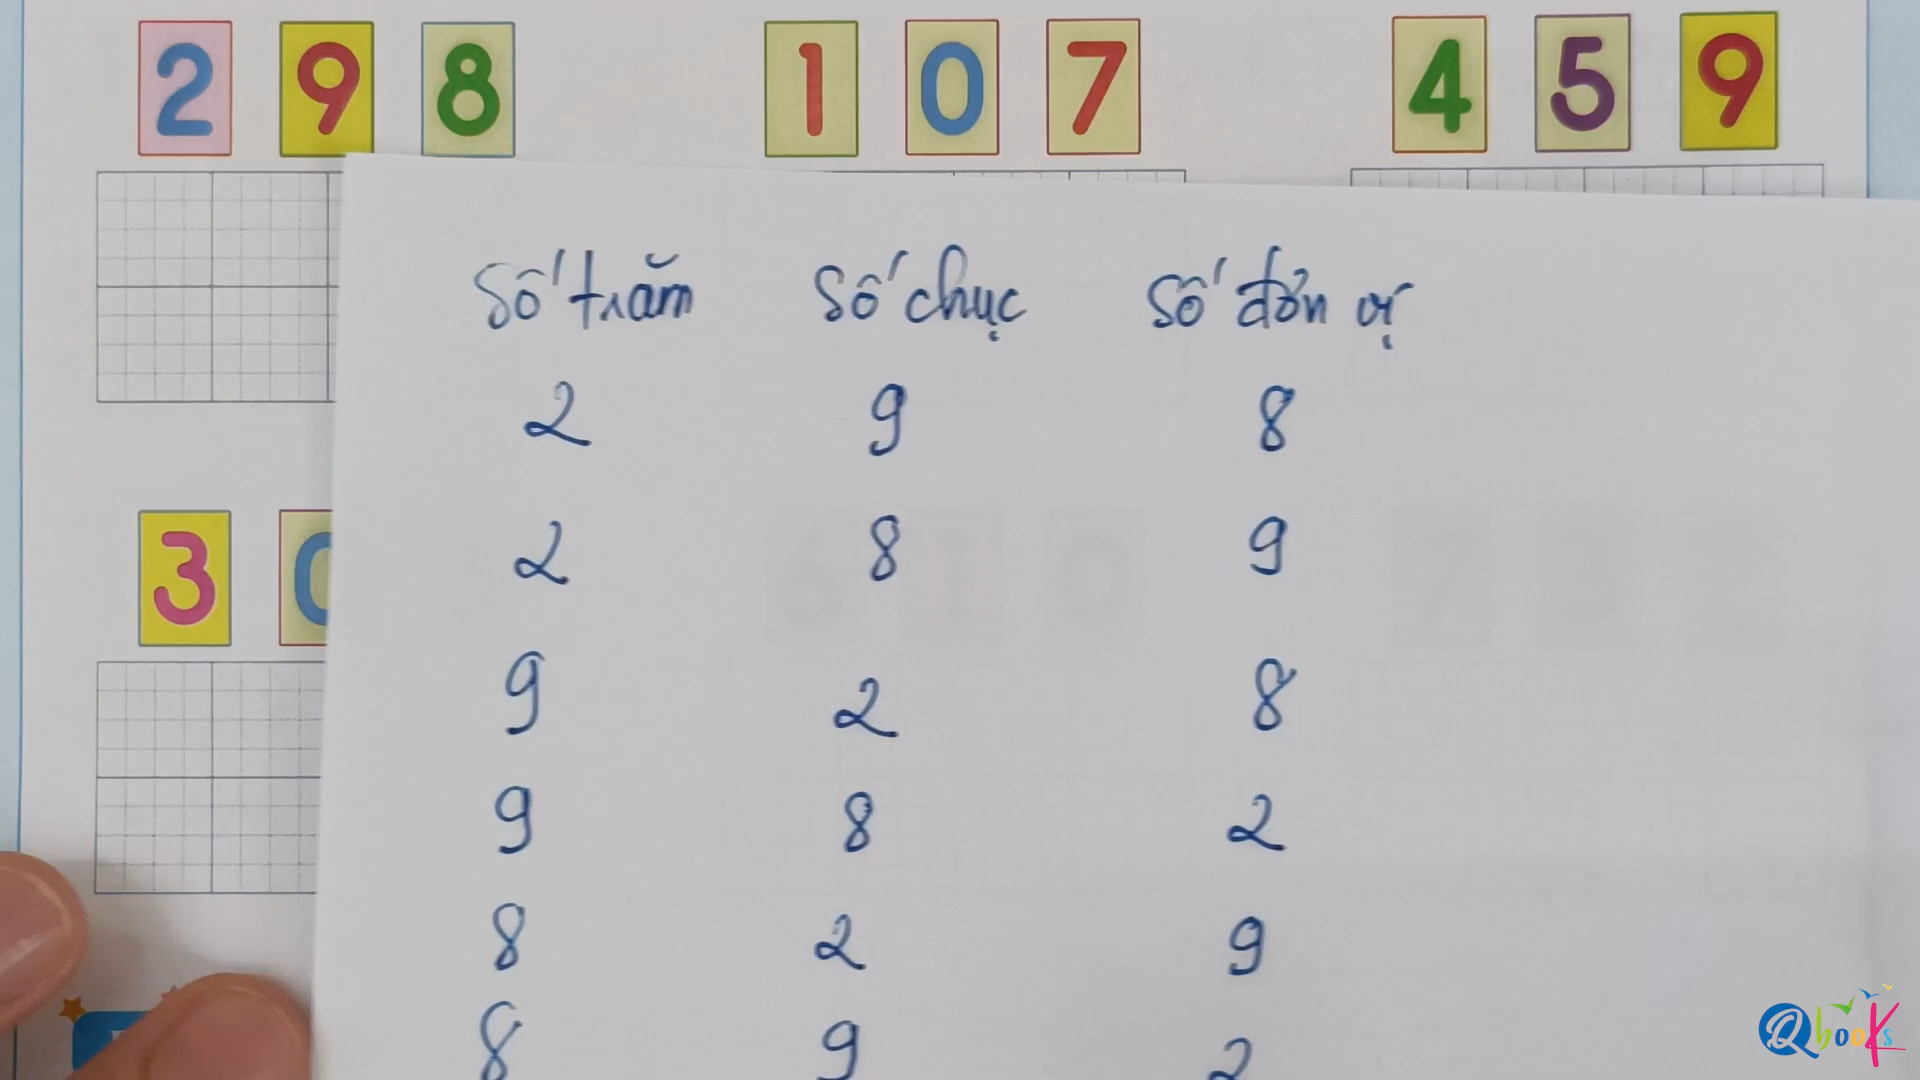 2 9 8 1 0 7 4 5 9
Số trăm Số chục Số đơn vị
2 9 8
2 8 9
3 0
9 2 8
9 8 2
8 2 9
8 9 2
Qbooks